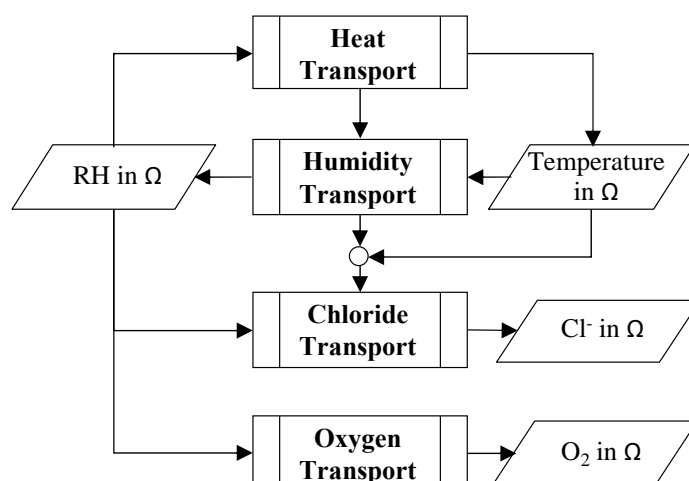 Heat
Transport
RH in Ω
Humidity
Transport
Temperature
in Ω
Chloride
Transport
Cl- in Ω
Oxygen
Transport
O2 in Ω